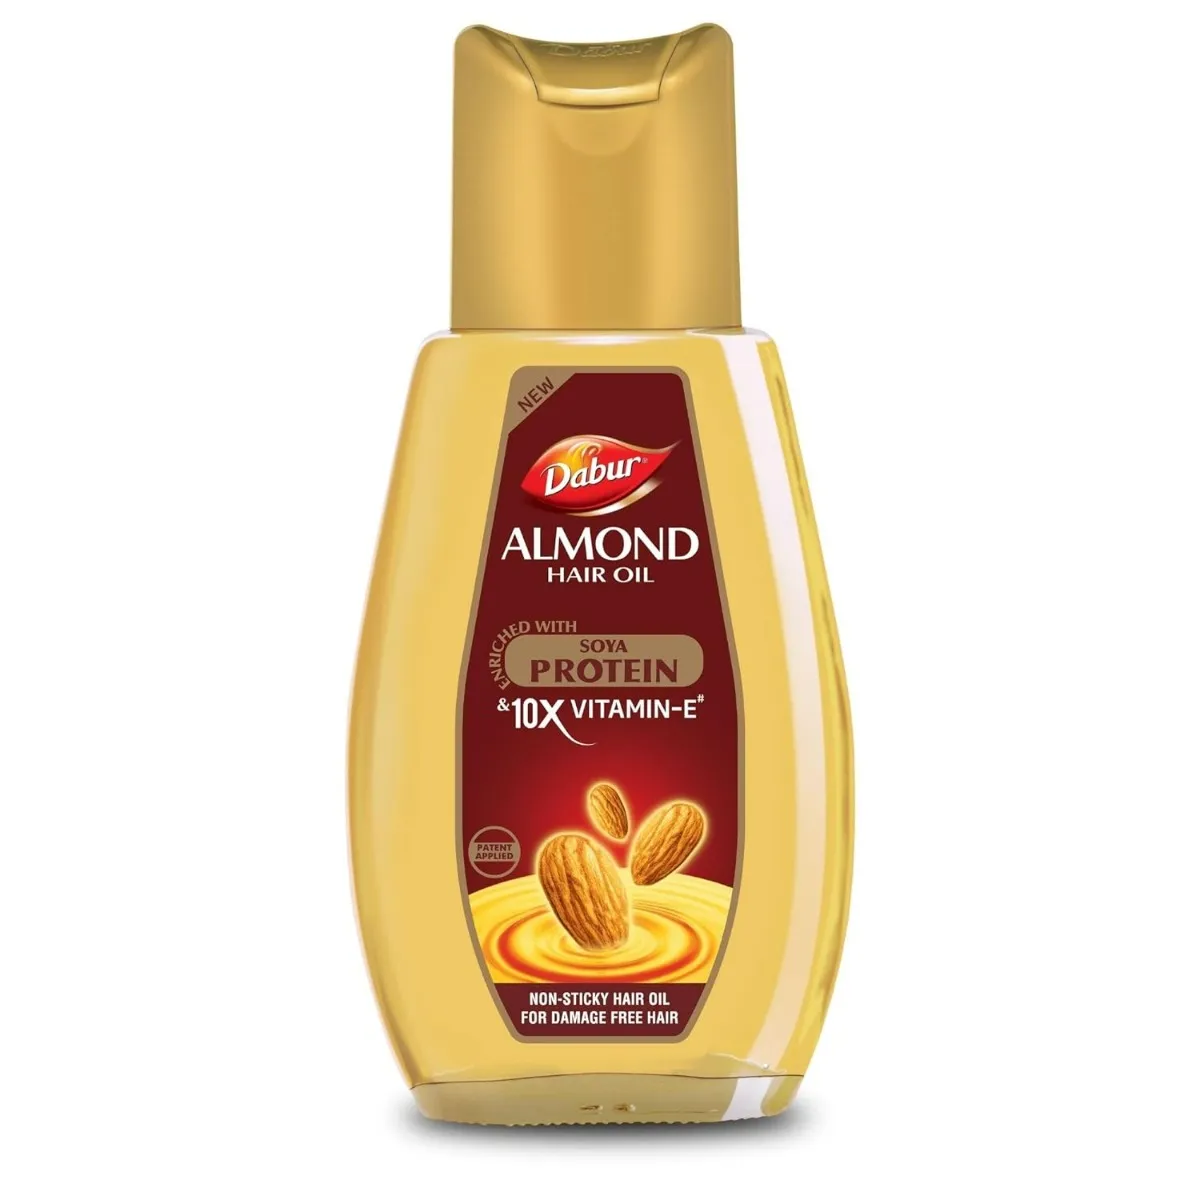 Dabur
NEW
Dabur®
ALMOND
HAIR OIL
ENRICHED WITH
SOYA
PROTEIN
& 10X VITAMIN-E#
PATENT
APPLIED
NON-STICKY HAIR OIL
FOR DAMAGE FREE HAIR